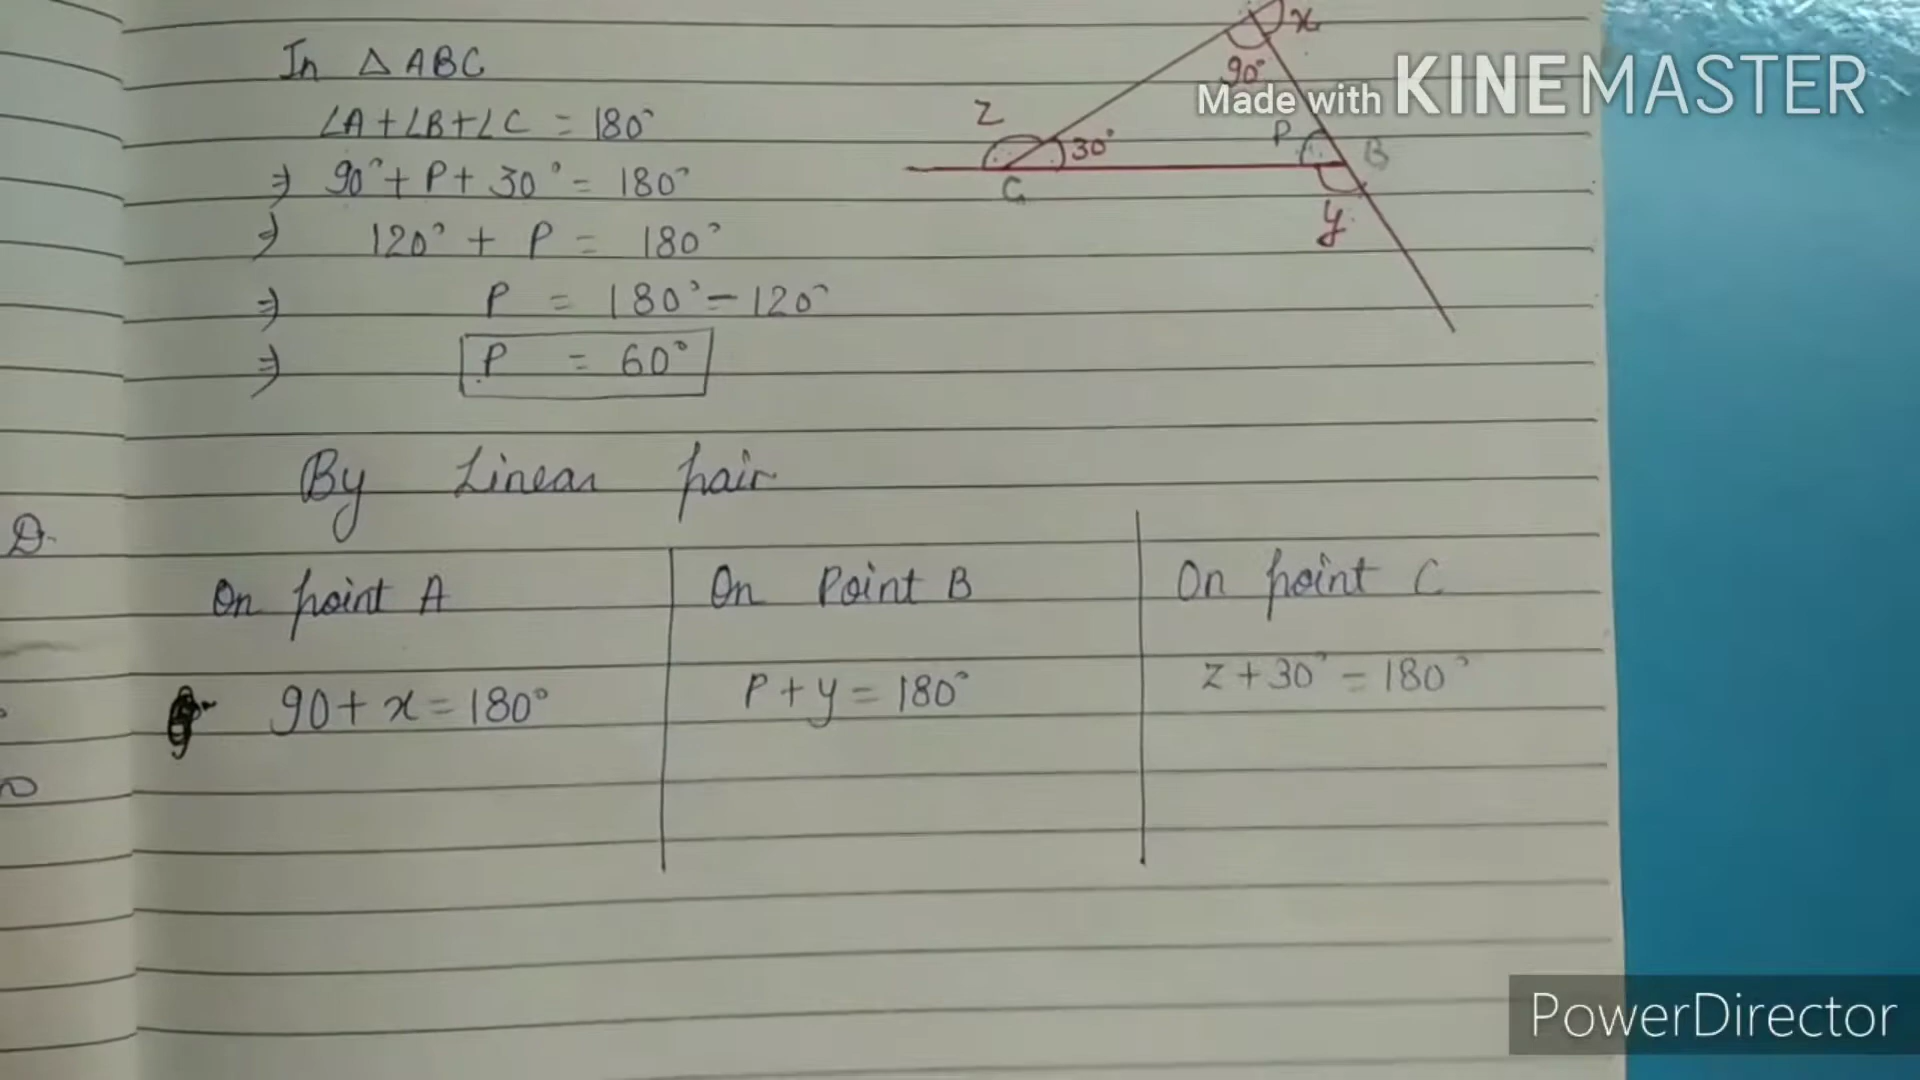 In △ ABC
∠A+∠B+∠C = 180°
⇒ 90°+ P + 30° = 180°
⇒ 120° + P = 180°
⇒ P = 180° - 120°
⇒ P = 60°
x
90°
Made with KINEMASTER
Z
30°
P
B
C
y
By Linear pair
D.
On point A
On Point B
On point C
90 + x = 180°
P + y = 180°
z + 30° = 180°
PowerDirector